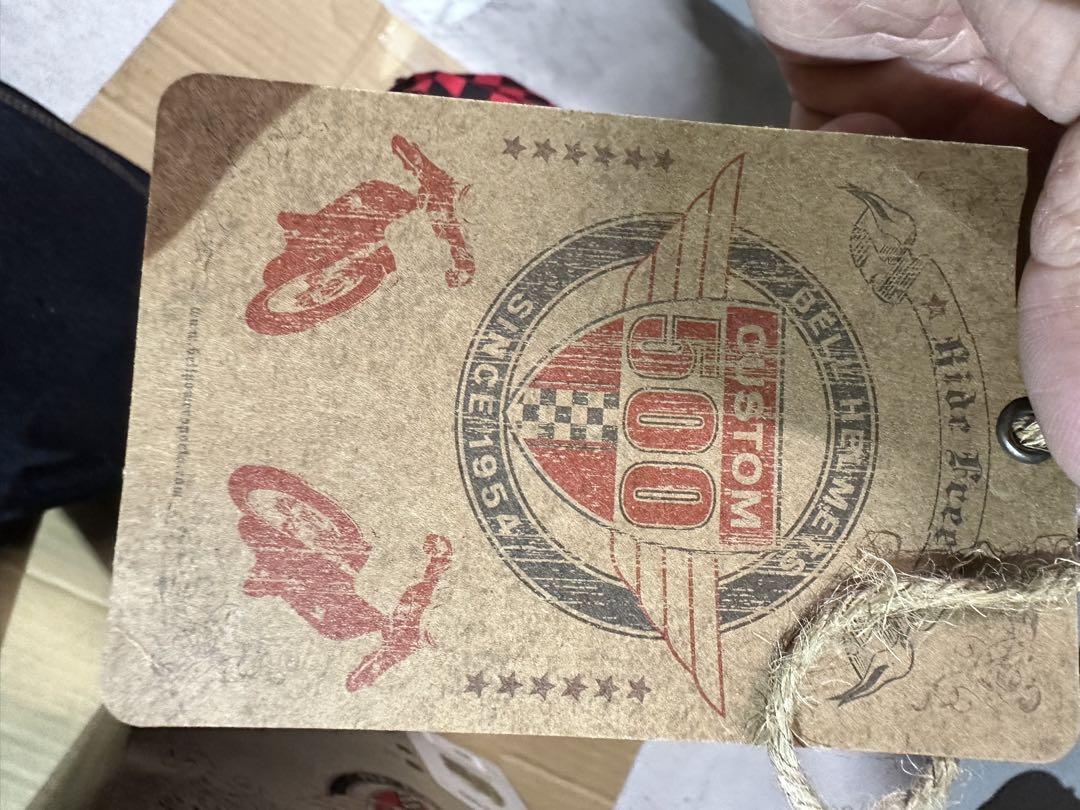 ★ Ride Free
BELL HELMETS
CUSTOM
500
SINCE 1954